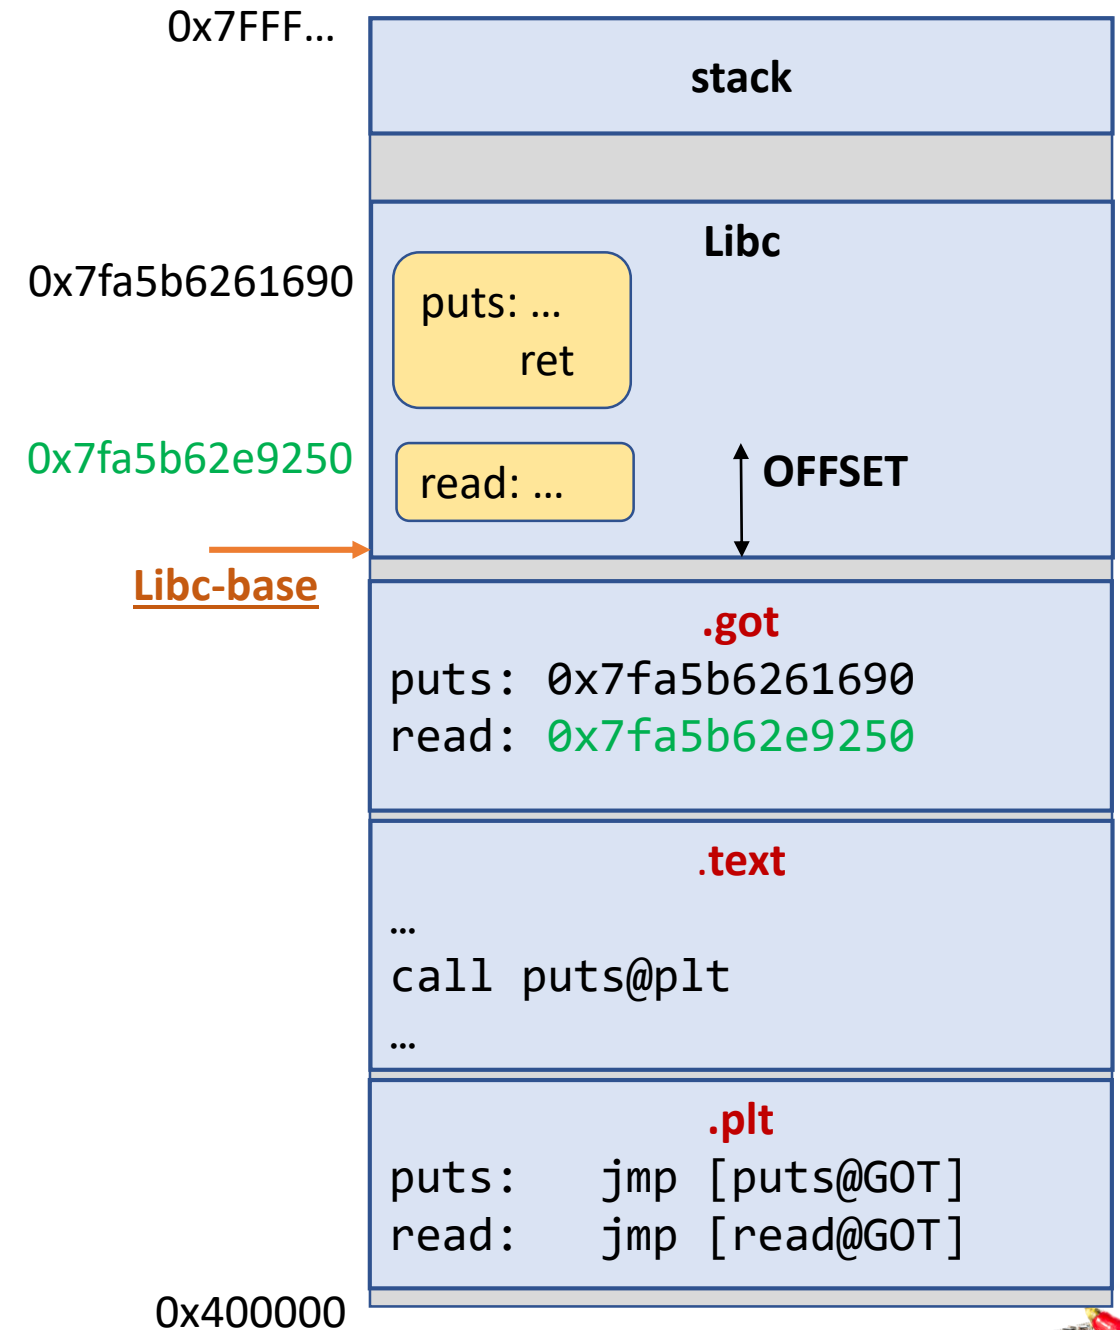 0x7FFF…
stack
Libc
0x7fa5b6261690
puts: …
ret
0x7fa5b62e9250
read: …
OFFSET
Libc-base
.got
puts: 0x7fa5b6261690
read: 0x7fa5b62e9250
.text
…
call puts@plt
…
.plt
puts:   jmp [puts@GOT]
read:   jmp [read@GOT]
0x400000